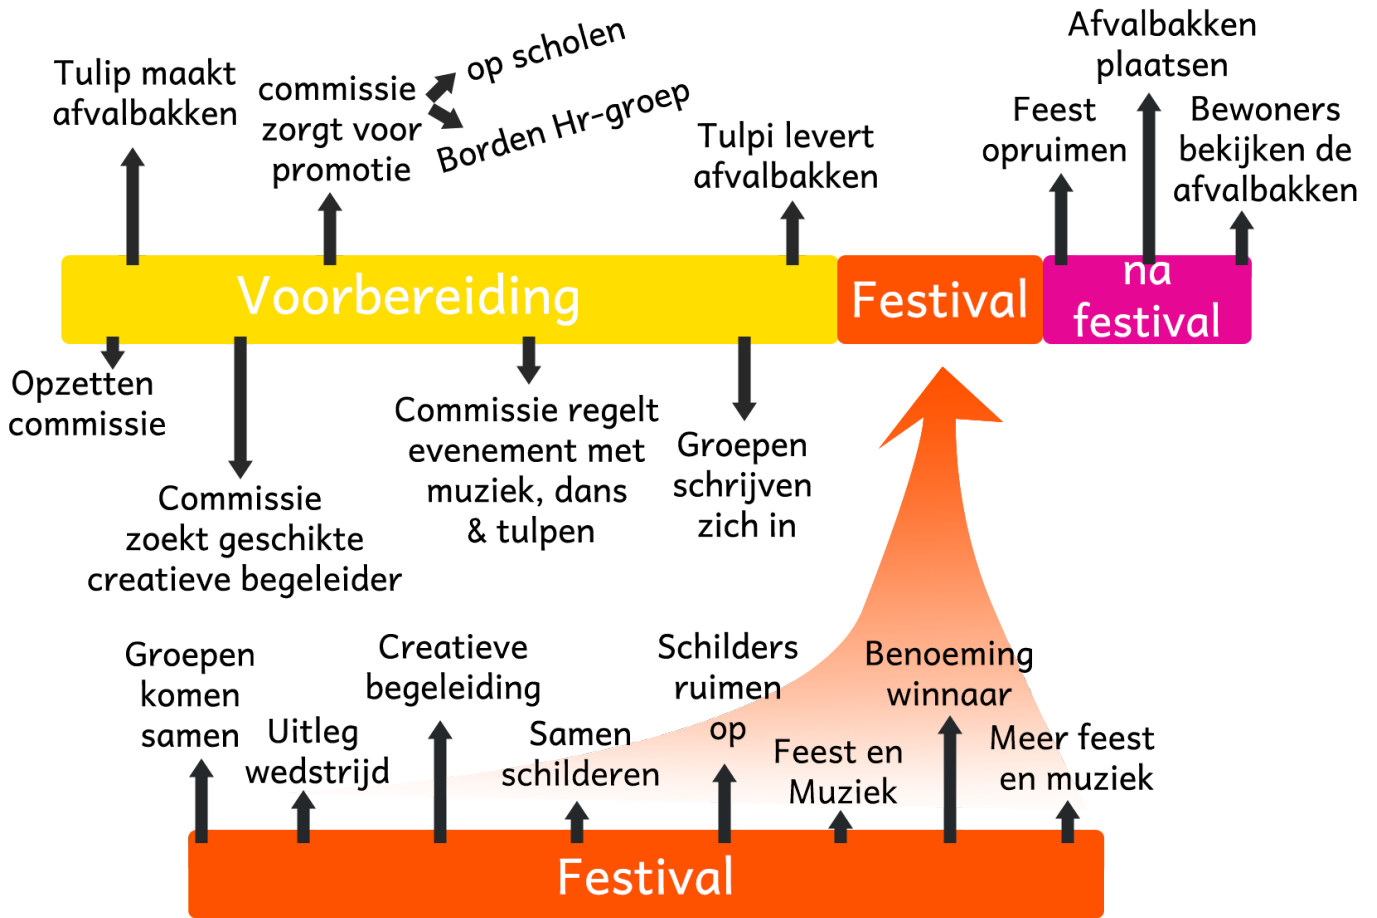 Tulip maakt
afvalbakken
commissie
zorgt voor
promotie
op scholen
Borden Hr-groep
Tulpi levert
afvalbakken
Feest
opruimen
Afvalbakken
plaatsen
Bewoners
bekijken de
afvalbakken
Voorbereiding
Festival
na
festival
Opzetten
commissie
Commissie
zoekt geschikte
creatieve begeleider
Commissie regelt
evenement met
muziek, dans
& tulpen
Groepen
schrijven
zich in
Groepen
komen
samen
Uitleg
wedstrijd
Creatieve
begeleiding
Samen
schilderen
Schilders
ruimen
op
Feest en
Muziek
Benoeming
winnaar
Meer feest
en muziek
Festival